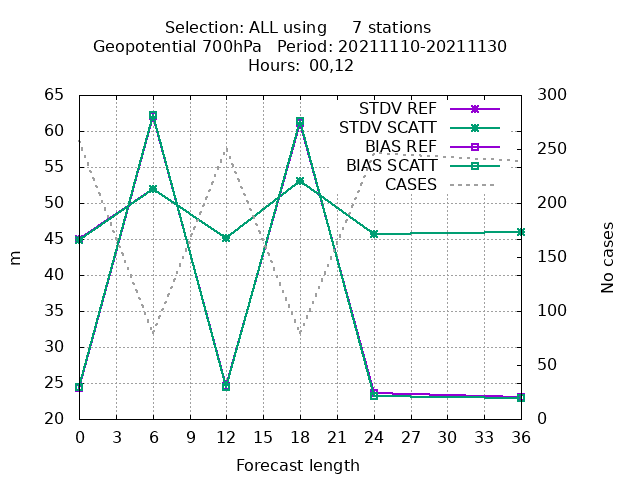 Selection: ALL using     7 stations
Geopotential 700hPa   Period: 20211110-20211130
Hours: 00,12
65 300
STDV REF
STDV SCATT
BIAS REF
BIAS SCATT
CASES
60
55
50
45
40
35
30
25
20
250
200
150
100
50
0
m
No cases
0 3 6 9 12 15 18 21 24 27 30 33 36
Forecast length